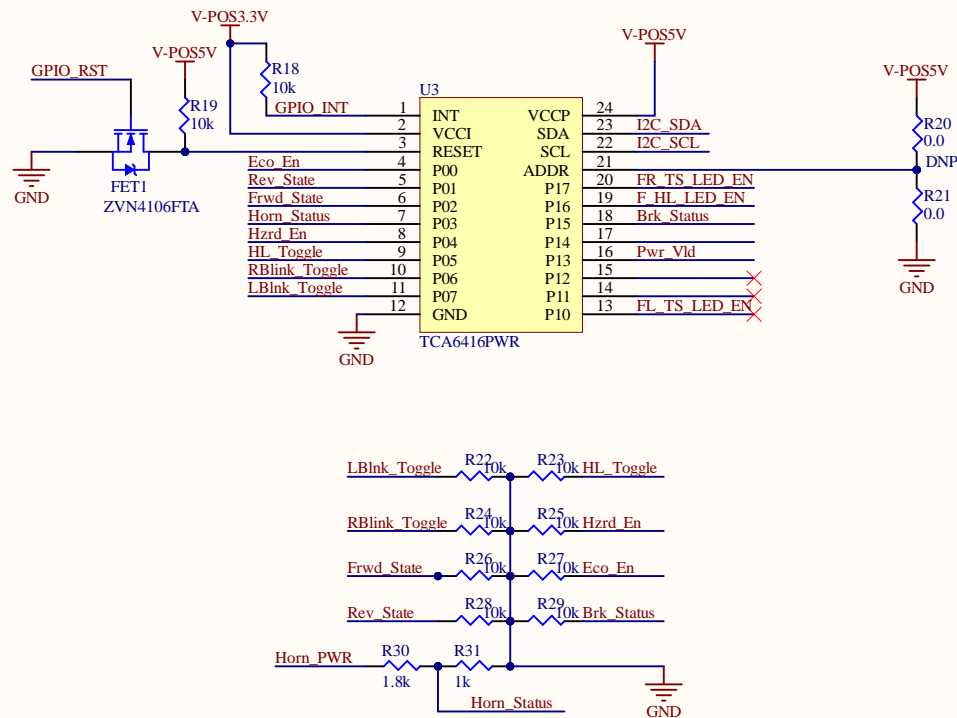 V-POS3.3V
V-POS5V
V-POS5V
V-POS5V
GPIO_RST
R18
10k
GPIO_INT
R19
10k
FET1
ZVN4106FTA
GND
U3
1 INT VCCP 24
2 VCCI SDA 23 I2C_SDA
3 RESET SCL 22 I2C_SCL
Eco_En 4 P00 ADDR 21
Rev_State 5 P01 P17 20 FR_TS_LED_EN
Frwd_State 6 P02 P16 19 F_HL_LED_EN
Horn_Status 7 P03 P15 18 Brk_Status
Hzrd_En 8 P04 P14 17
HL_Toggle 9 P05 P13 16 Pwr_Vld
RBlink_Toggle 10 P06 P12 15
LBlnk_Toggle 11 P07 P11 14
12 GND P10 13 FL_TS_LED_EN
GND
TCA6416PWR
R20
0.0
DNP
R21
0.0
GND
LBlnk_Toggle R22 10k R23 10k HL_Toggle
RBlink_Toggle R24 10k R25 10k Hzrd_En
Frwd_State R26 10k R27 10k Eco_En
Rev_State R28 10k R29 10k Brk_Status
Horn_PWR R30 R31
1.8k 1k
Horn_Status
GND